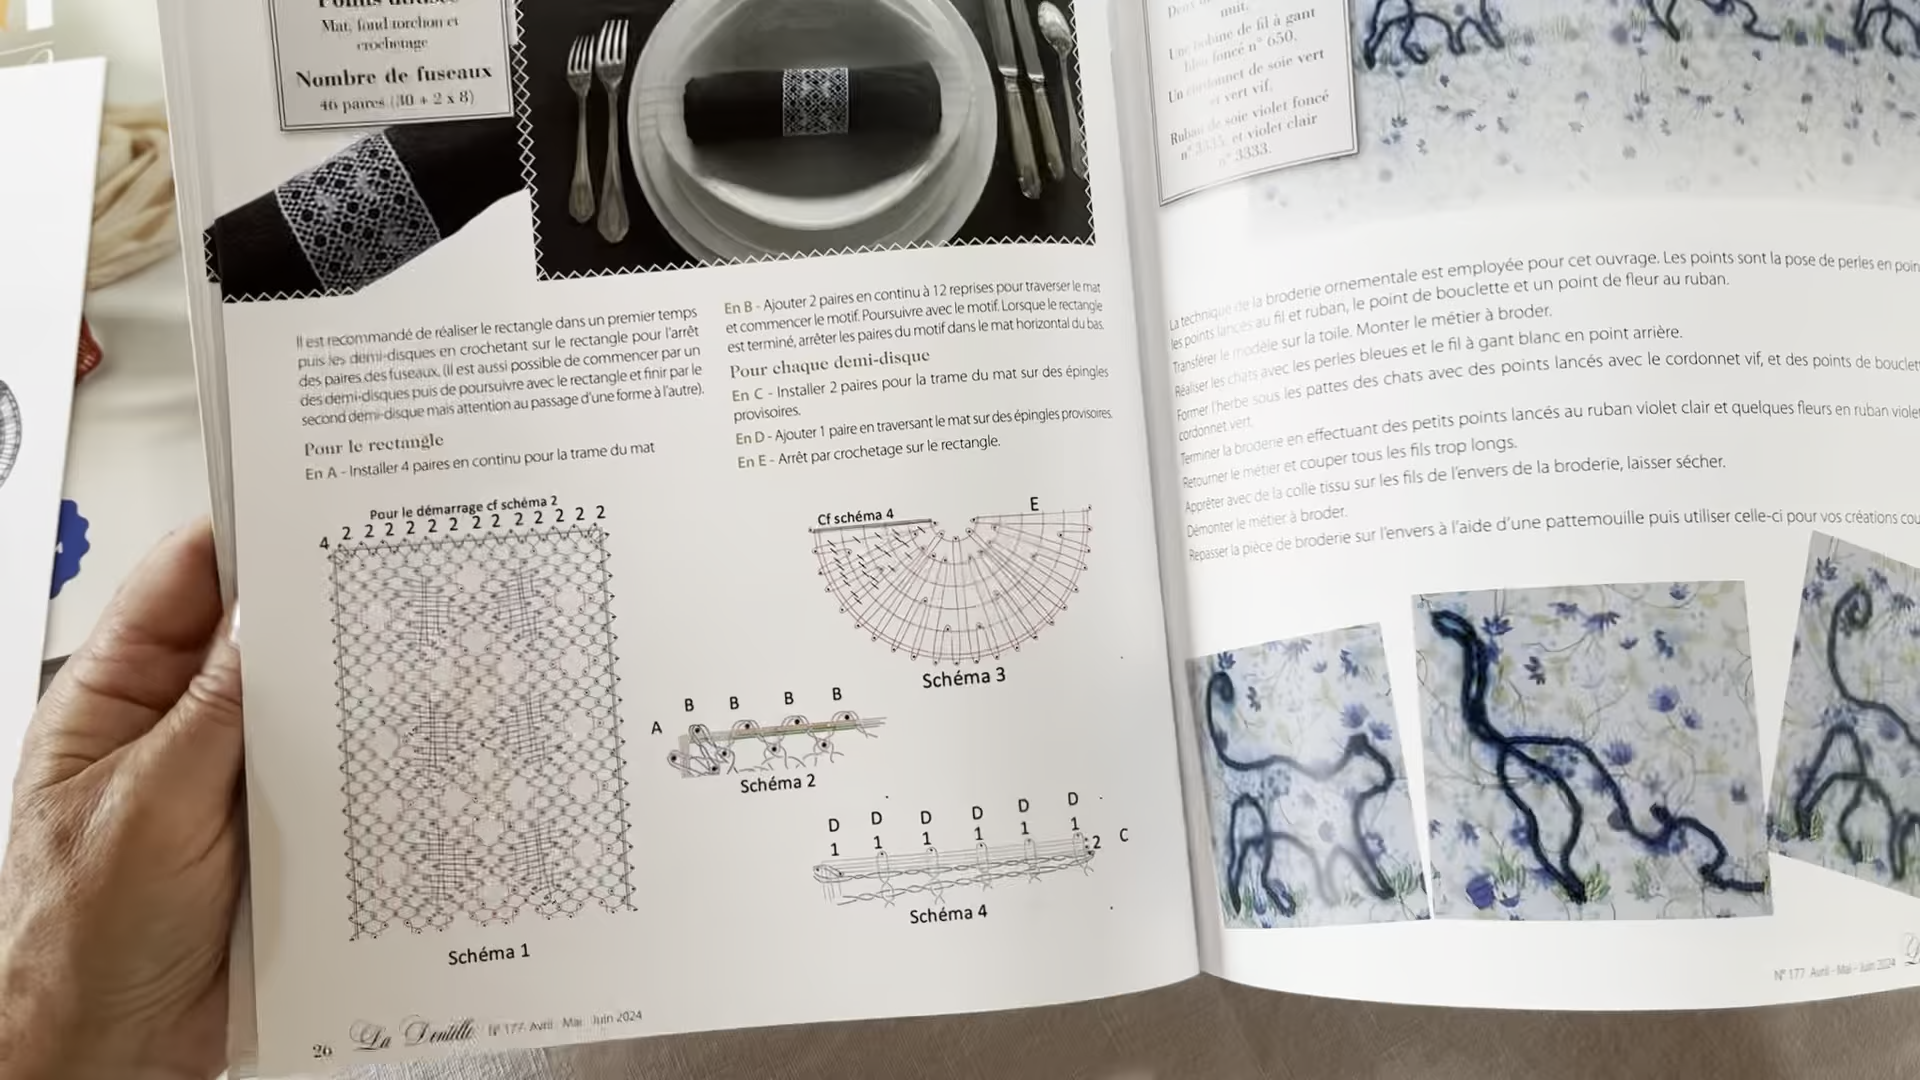 Mat, fond torchon et
crochetage
Nombre de fuseaux
46 paires (30 + 2 x 8)
Il est recommandé de réaliser le rectangle dans un premier temps
puis les demi-disques en crochetant sur le rectangle pour l'arrêt
des paires des fuseaux. (Il est aussi possible de commencer par un
des demi-disques puis de poursuivre avec le rectangle et finir par le
second demi-disque mais attention au passage d'une forme à l'autre).
Pour le rectangle
En A - Installer 4 paires en continu pour la trame du mat
En B - Ajouter 2 paires en continu à 12 reprises pour traverser le mat
et commencer le motif. Poursuivre avec le motif. Lorsque le rectangle
est terminé, arrêter les paires du motif dans le mat horizontal du bas.
Pour chaque demi-disque
En C - Installer 2 paires pour la trame du mat sur des épingles
provisoires.
En D - Ajouter 1 paire en traversant le mat sur des épingles provisoires.
En E - Arrêt par crochetage sur le rectangle.
Pour le démarrage cf schéma 2
4 2 2 2 2 2 2 2 2 2 2 2 2 2
Schéma 1
Cf schéma 4 E
Schéma 3
A B B B B
Schéma 2
D D D D D D
1 1 1 1 1 1 2 C
Schéma 4
26 La Dentelle N° 177 Avril - Mai - Juin 2024
nuit.
Une bobine de fil à gant
bleu foncé n° 650.
Un cordonnet de soie vert
et vert vif.
Ruban de soie violet foncé
n° 3335 et violet clair
n° 3333.
La technique de la broderie ornementale est employée pour cet ouvrage. Les points sont la pose de perles en
les points lancés au fil et ruban, le point de bouclette et un point de fleur au ruban.
Transférer le modèle sur la toile. Monter le métier à broder.
Réaliser les chats avec les perles bleues et le fil à gant blanc en point arrière.
Former l'herbe sous les pattes des chats avec des points lancés avec le cordonnet vif, et des points de
cordonnet vert.
Terminer la broderie en effectuant des petits points lancés au ruban violet clair et quelques fleurs en ruban
Retourner le métier et couper tous les fils trop longs.
Apprêter avec de la colle tissu sur les fils de l'envers de la broderie, laisser sécher.
Démonter le métier à broder.
Repasser la pièce de broderie sur l'envers à l'aide d'une pattemouille puis utiliser celle-ci pour vos créations
N° 177 Avril - Mai - Juin 2024